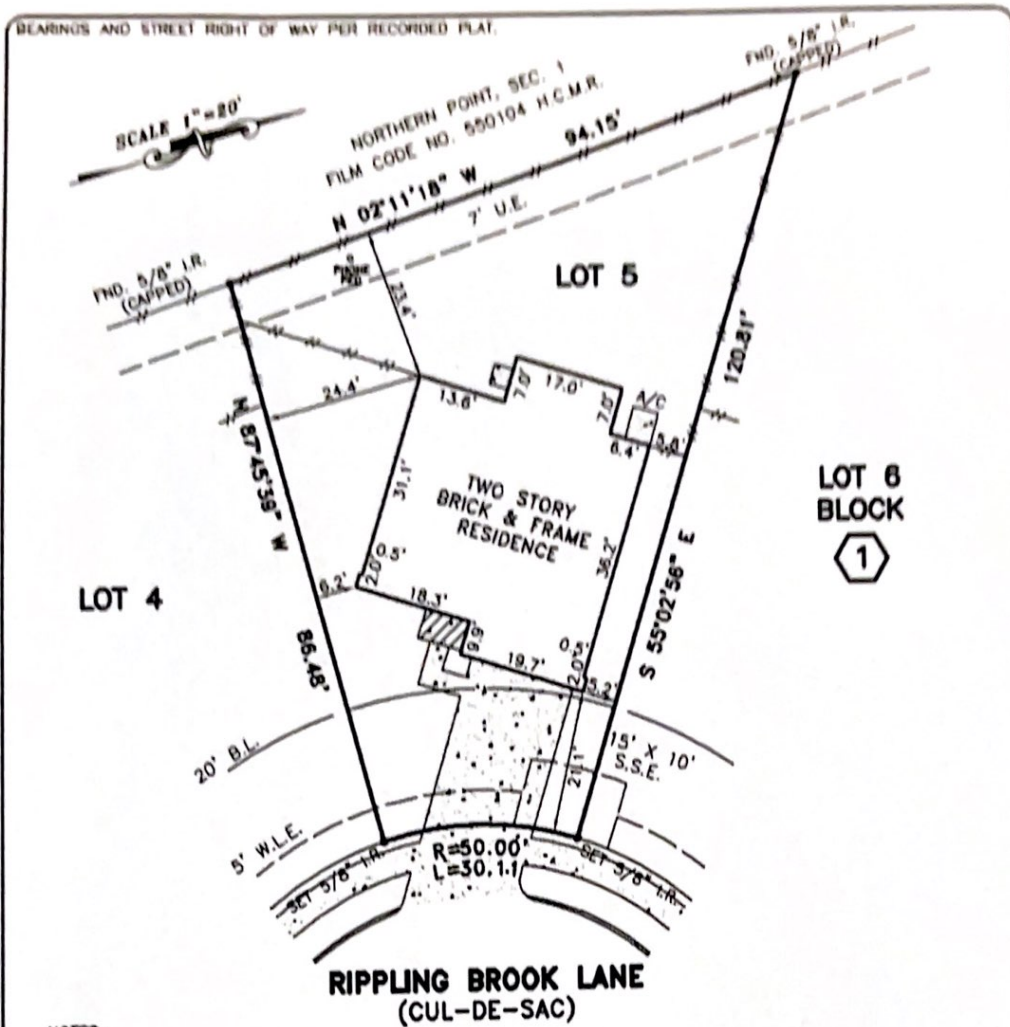 BEARINGS AND STREET RIGHT OF WAY PER RECORDED PLAT.
SCALE 1"=20'
NORTHERN POINT, SEC. 1
FILM CODE NO. 550104 H.C.M.R.
FND. 5/8" I.R.
(CAPPED)
N 02°11'18" W 94.15'
7' U.E.
FND. 5/8" I.R.
(CAPPED)
PHONE
PED
23.4'
LOT 5
120.81'
24.4'
13.6'
7.0'
17.0'
7.0'
A/C
6.4'
5.6'
N 87°45'39" W
31.1'
TWO STORY
BRICK & FRAME
RESIDENCE
36.2'
LOT 6
BLOCK
1
S 55°02'56" E
LOT 4
6.2'
2.0'
0.5'
18.3'
9.9'
19.7'
0.5'
2.0'
5.2'
86.48'
20' B.L.
15' X 10'
S.S.E.
21.1'
5' W.L.E.
R=50.00'
L=30.11
SET 5/8" I.R.
SET 5/8" I.R.
RIPPLING BROOK LANE
(CUL-DE-SAC)